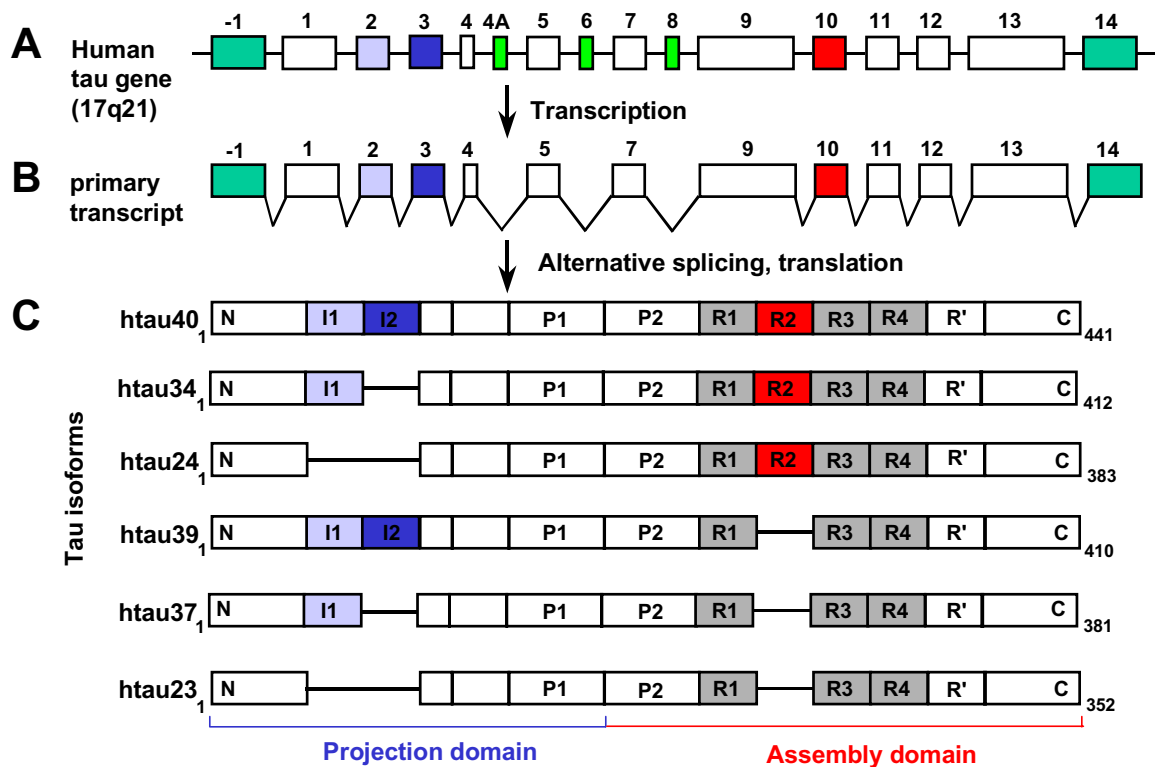 -1 1 2 3 4 4A 5 6 7 8 9 10 11 12 13 14
A Human
tau gene
(17q21)
Transcription
-1 1 2 3 4 5 7 9 10 11 12 13 14
B primary
transcript
Alternative splicing, translation
C
Tau isoforms
htau40 1 N I1 I2 P1 P2 R1 R2 R3 R4 R' C 441
htau34 1 N I1 P1 P2 R1 R2 R3 R4 R' C 412
htau24 1 N P1 P2 R1 R2 R3 R4 R' C 383
htau39 1 N I1 I2 P1 P2 R1 R3 R4 R' C 410
htau37 1 N I1 P1 P2 R1 R3 R4 R' C 381
htau23 1 N P1 P2 R1 R3 R4 R' C 352
Projection domain Assembly domain